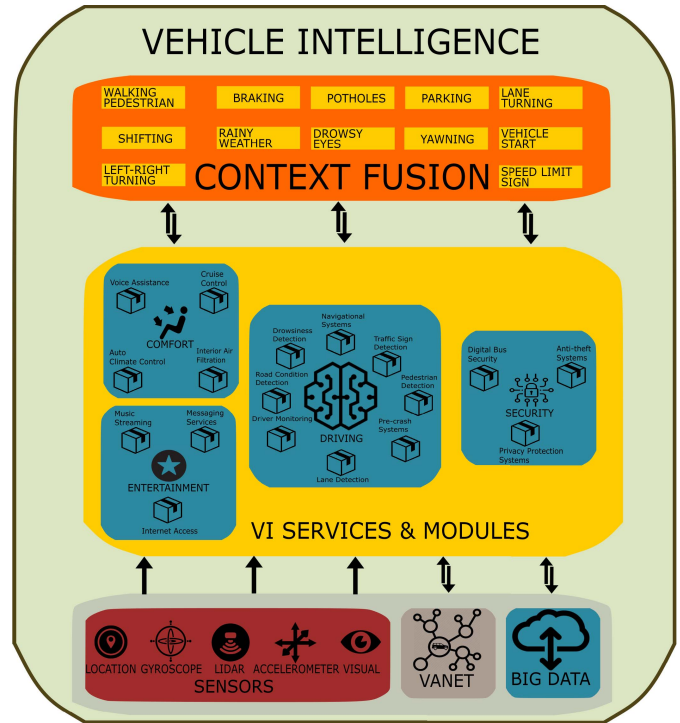 VEHICLE INTELLIGENCE
WALKING
PEDESTRIAN
BRAKING
POTHOLES
PARKING
LANE
TURNING
SHIFTING
RAINY
WEATHER
DROWSY
EYES
YAWNING
VEHICLE
START
LEFT-RIGHT
TURNING
CONTEXT FUSION
SPEED LIMIT
SIGN
Voice Assistance
Cruise
Control
COMFORT
Auto
Climate Control
Interior Air
Filtration
Music
Streaming
Messaging
Services
ENTERTAINMENT
Internet Access
Navigational
Systems
Drowsiness
Detection
Traffic Sign
Detection
Road Condition
Detection
Pedestrian
Detection
Driver Monitoring
Pre-crash
Systems
DRIVING
Lane Detection
Digital Bus
Security
Anti-theft
Systems
SECURITY
Privacy Protection
Systems
VI SERVICES & MODULES
LOCATION
GYROSCOPE
LIDAR
ACCELEROMETER
VISUAL
SENSORS
VANET
BIG DATA